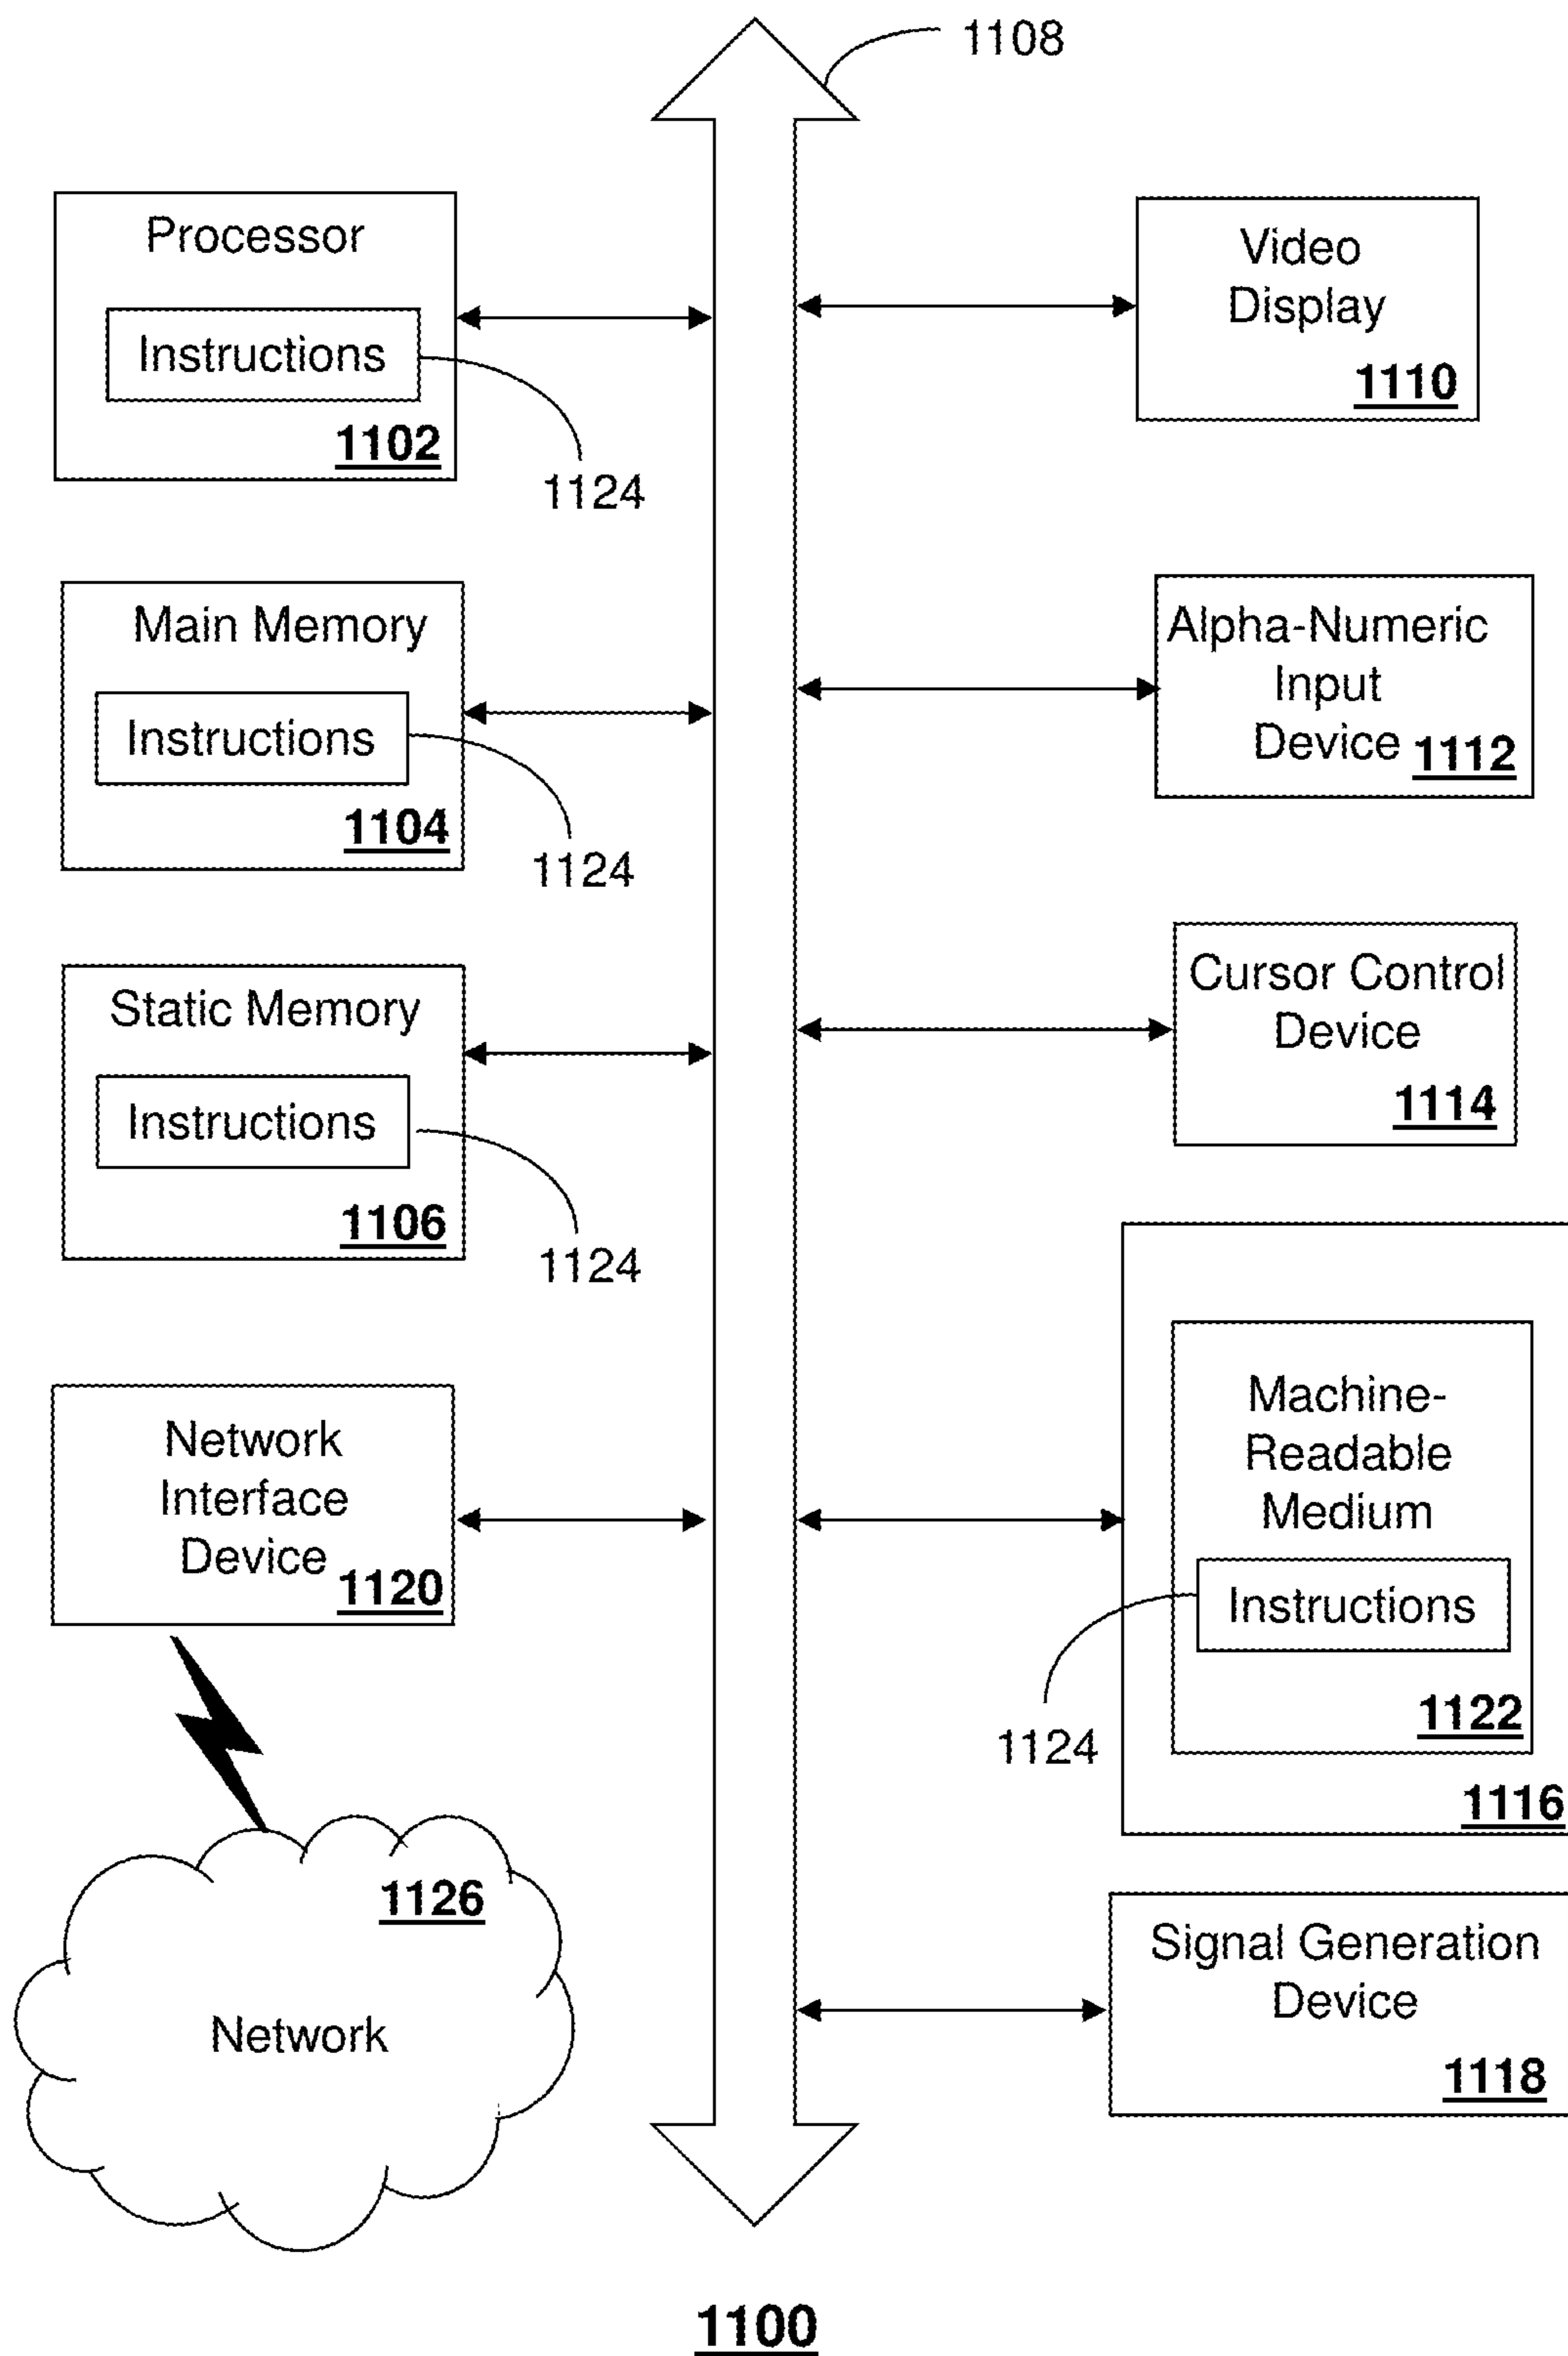 1108
Processor
Instructions
1102
1124
Main Memory
Instructions
1104
1124
Static Memory
Instructions
1106
1124
Network
Interface
Device
1120
1126
Network
Video
Display
1110
Alpha-Numeric
Input
Device 1112
Cursor Control
Device
1114
Machine-
Readable
Medium
Instructions
1122
1124
1116
Signal Generation
Device
1118
1100